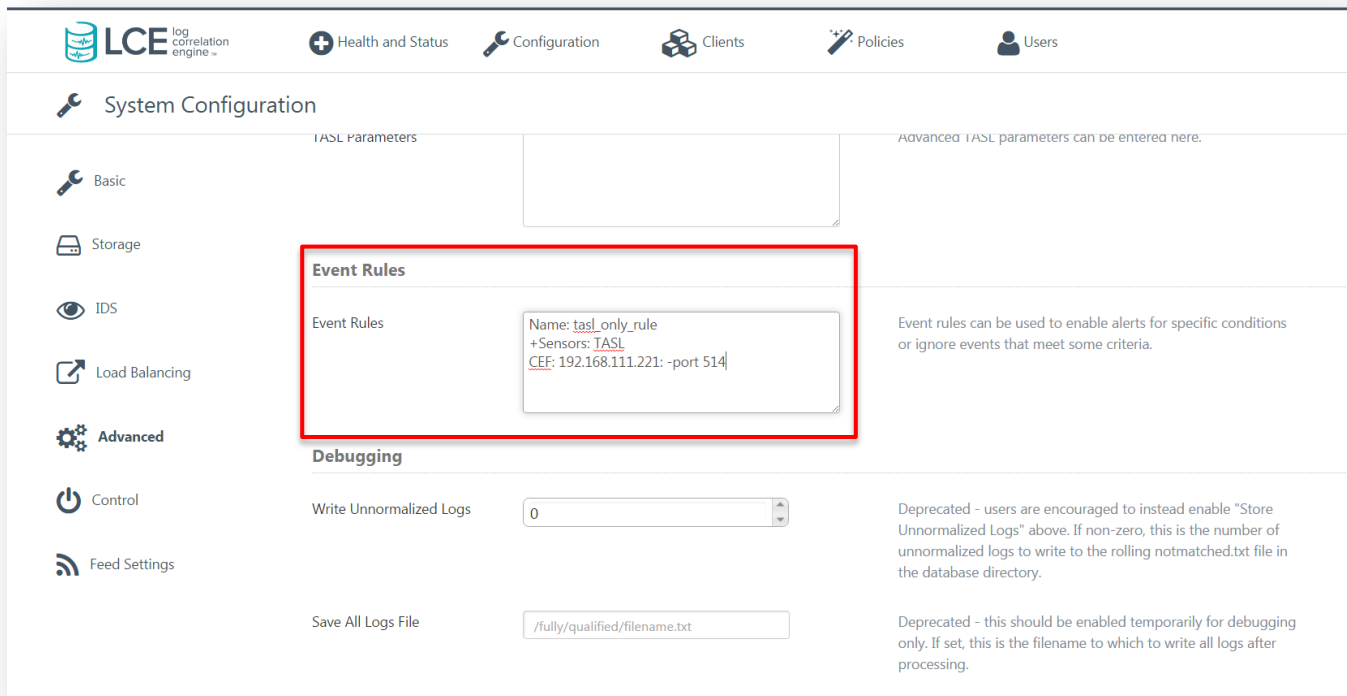 LCE log correlation engine™
Health and Status
Configuration
Clients
Policies
Users
System Configuration
TASL Parameters
Advanced TASL parameters can be entered here.
Basic
Storage
IDS
Load Balancing
Advanced
Control
Feed Settings
Event Rules
Event Rules
Name: tasl_only_rule
+Sensors: TASL
CEF: 192.168.111.221: -port 514
Event rules can be used to enable alerts for specific conditions
or ignore events that meet some criteria.
Debugging
Write Unnormalized Logs
0
Deprecated - users are encouraged to instead enable "Store
Unnormalized Logs" above. If non-zero, this is the number of
unnormalized logs to write to the rolling notmatched.txt file in
the database directory.
Save All Logs File
/fully/qualified/filename.txt
Deprecated - this should be enabled temporarily for debugging
only. If set, this is the filename to which to write all logs after
processing.